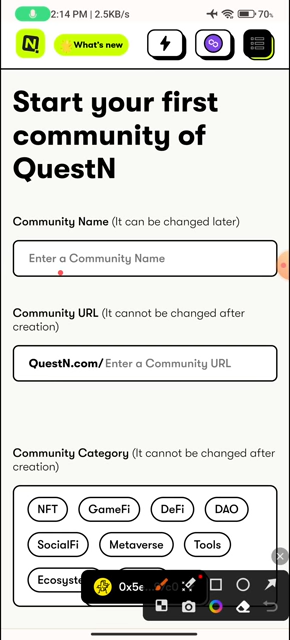 2:14 PM | 2.5KB/s
70
N
What's new
Start your first
community of
QuestN
Community Name (It can be changed later)
Enter a Community Name
Community URL (It cannot be changed after
creation)
QuestN.com/ Enter a Community URL
Community Category (It cannot be changed after
creation)
NFT GameFi DeFi DAO
SocialFi Metaverse Tools